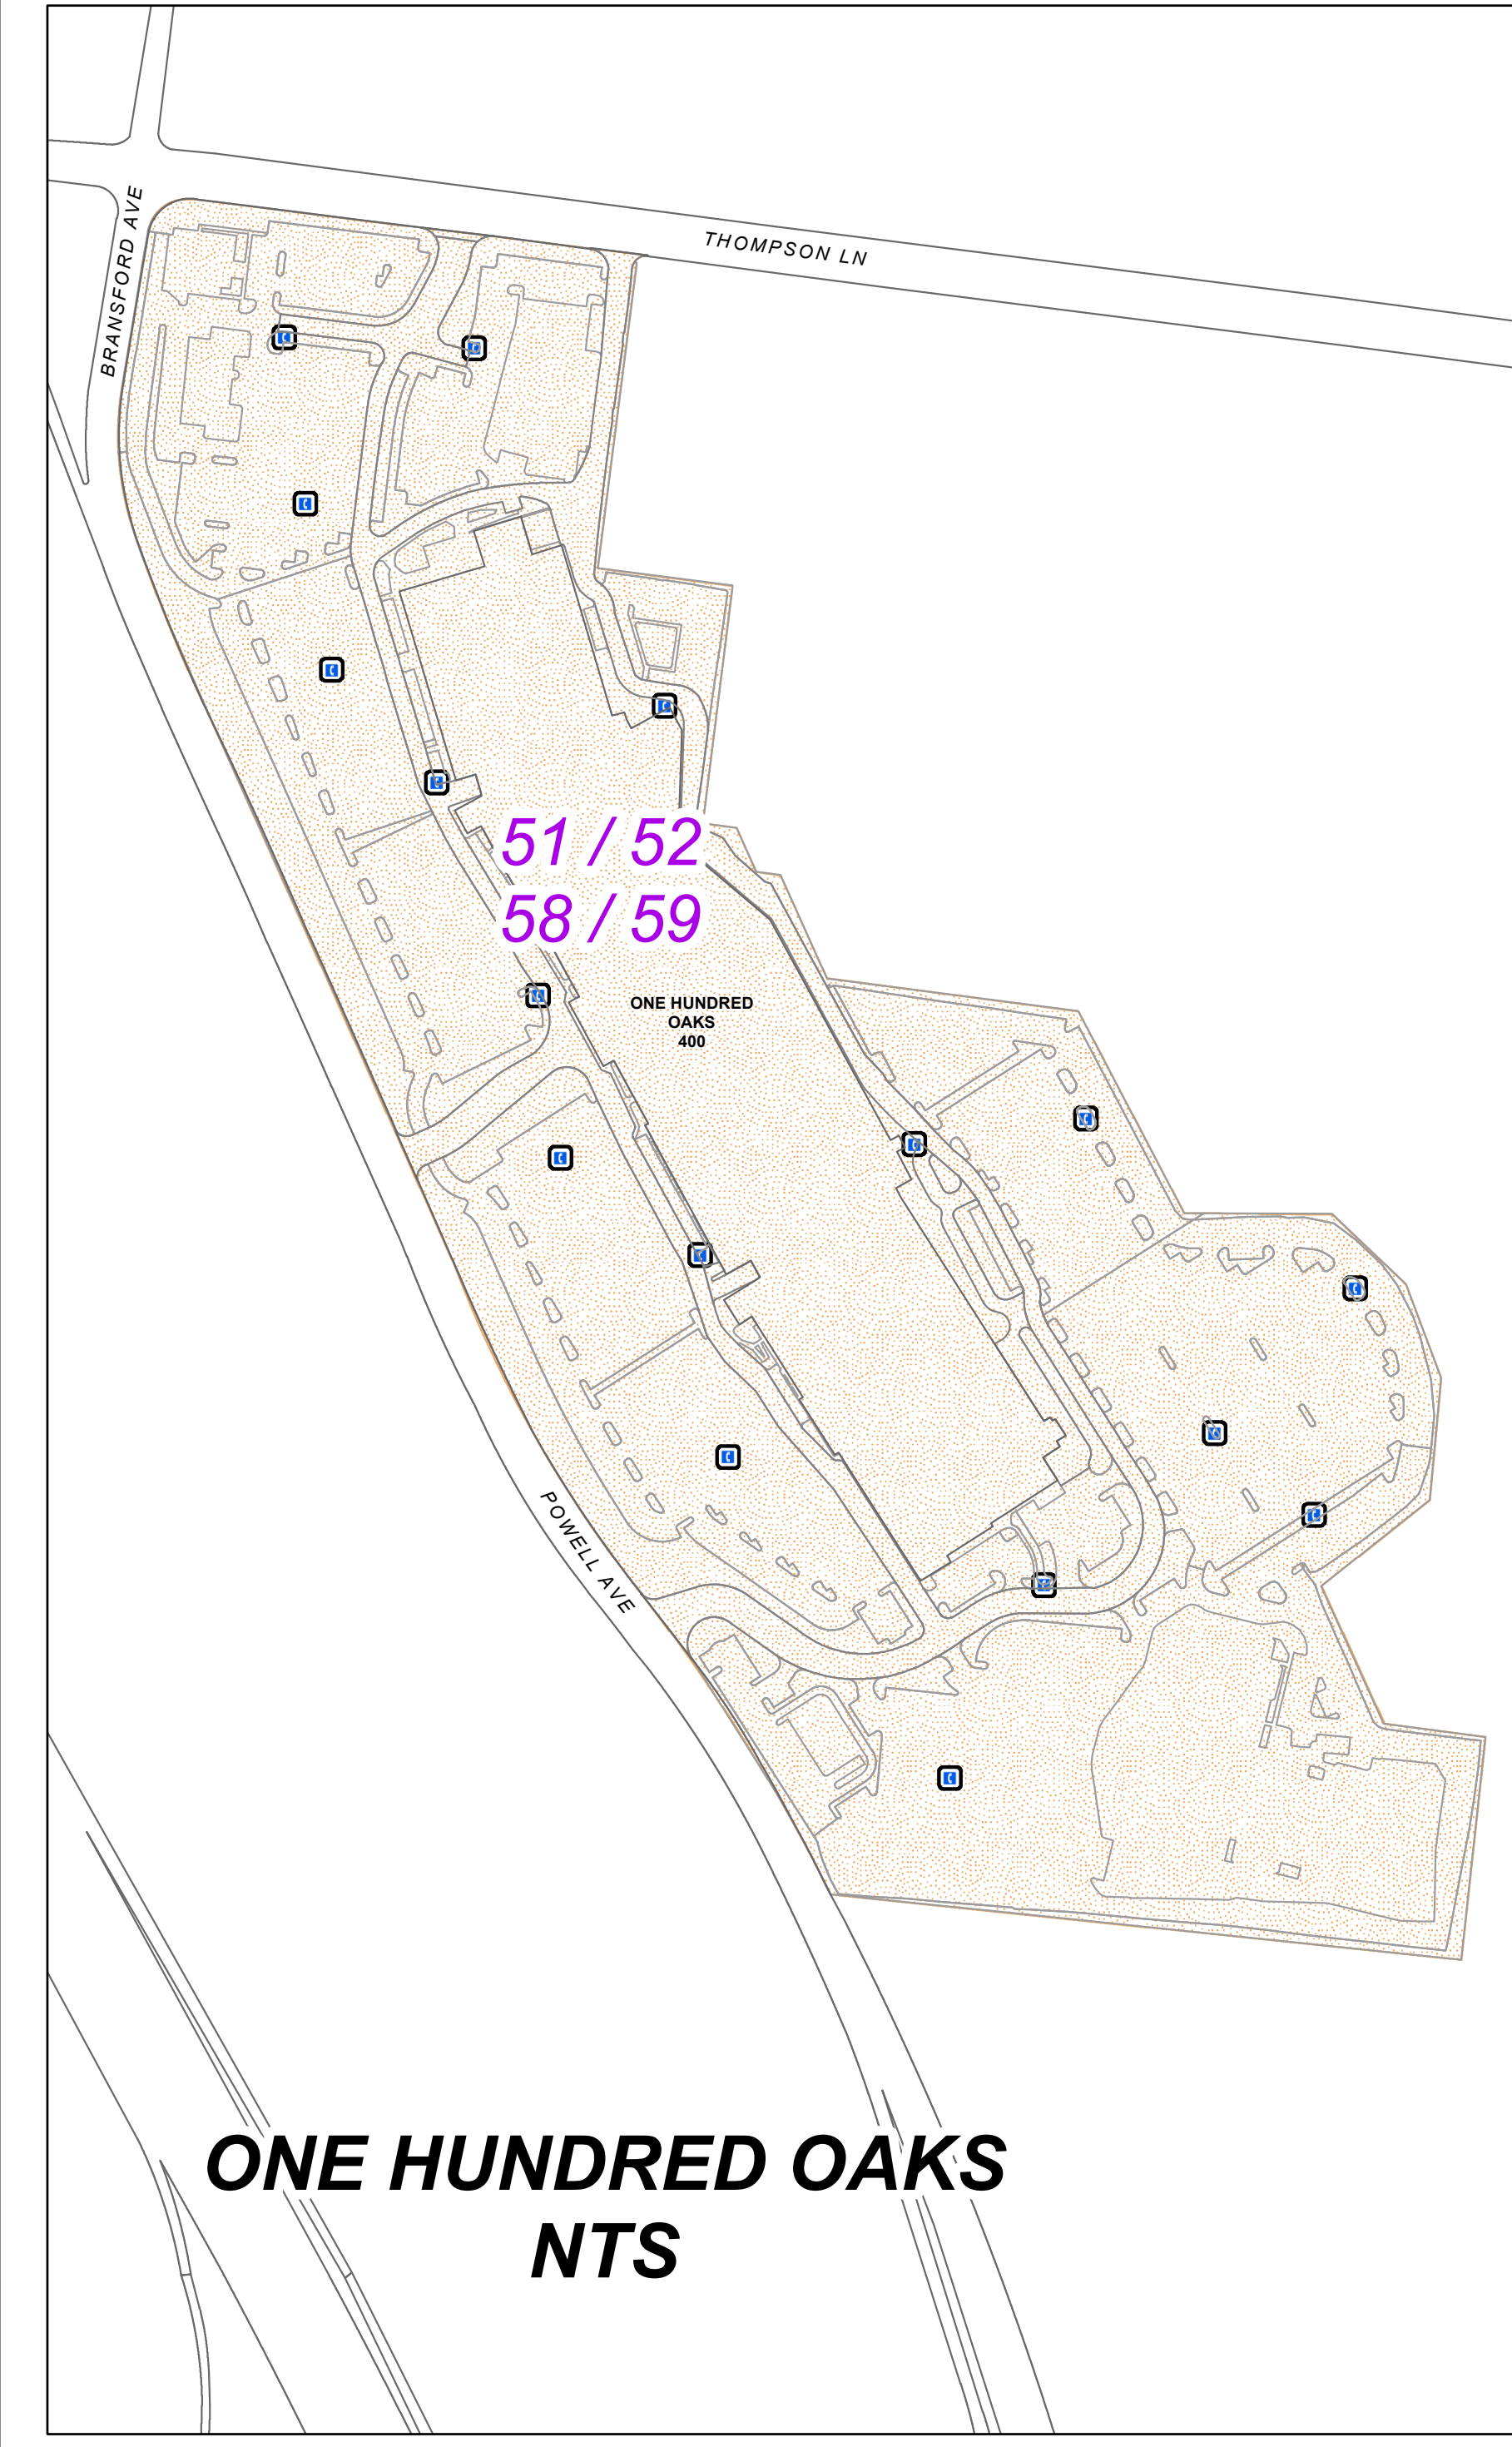 THOMPSON LN
BRANSFORD AVE
51 / 52
58 / 59
ONE HUNDRED
OAKS
400
POWELL AVE
ONE HUNDRED OAKS
NTS